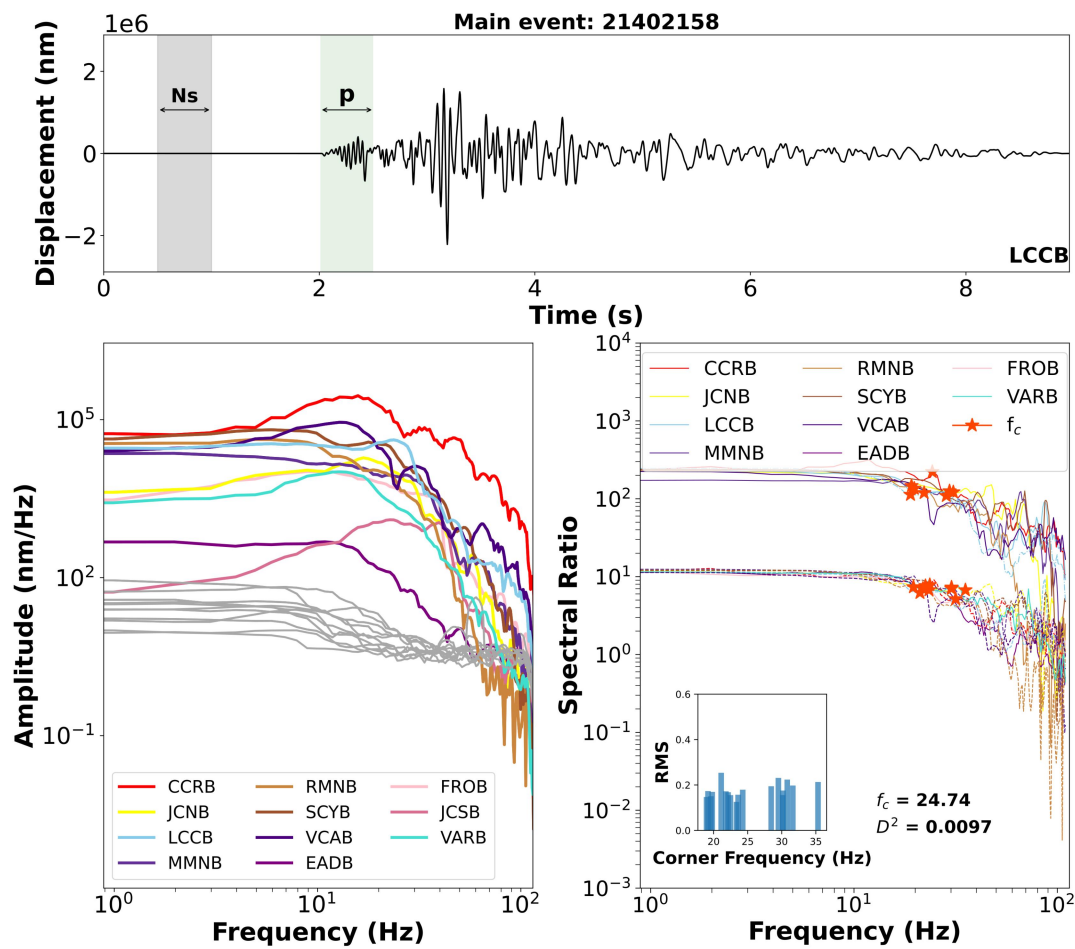 Main event: 21402158
1e6
Displacement (nm)
2
0
−2
Ns
p
LCCB
0
2
4
6
8
Time (s)
Amplitude (nm/Hz)
10^5
10^2
10^-1
CCRB
JCNB
LCCB
MMNB
RMNB
SCYB
VCAB
EADB
FROB
JCSB
VARB
10^0
10^1
10^2
Frequency (Hz)
Spectral Ratio
10^4
10^3
10^2
10^1
10^0
10^-1
10^-2
10^-3
CCRB
JCNB
LCCB
MMNB
RMNB
SCYB
VCAB
EADB
FROB
VARB
f_c
RMS
0.6
0.4
0.2
0.0
20
25
30
35
Corner Frequency (Hz)
f_c = 24.74
D^2 = 0.0097
10^0
10^1
10^2
Frequency (Hz)